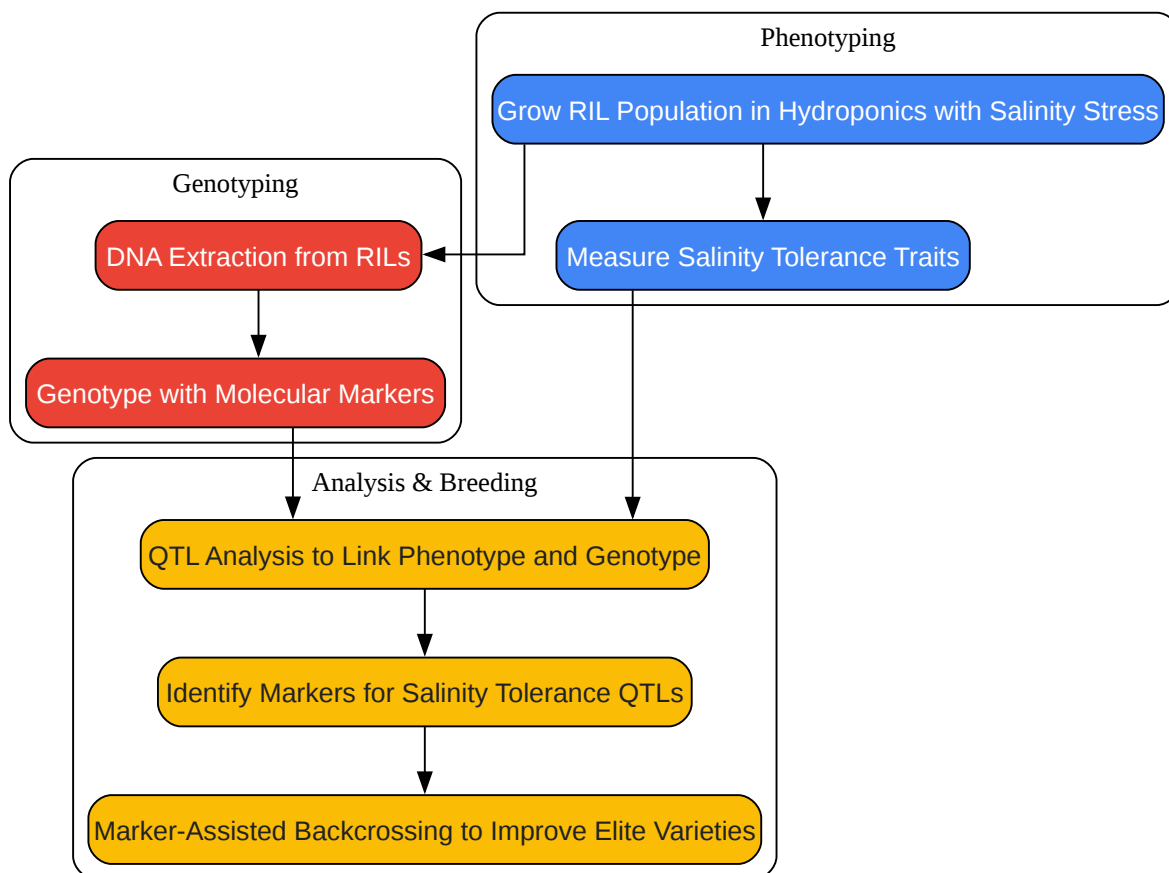 Phenotyping
Grow RIL Population in Hydroponics with Salinity Stress
Measure Salinity Tolerance Traits
Genotyping
DNA Extraction from RILs
Genotype with Molecular Markers
Analysis & Breeding
QTL Analysis to Link Phenotype and Genotype
Identify Markers for Salinity Tolerance QTLs
Marker-Assisted Backcrossing to Improve Elite Varieties